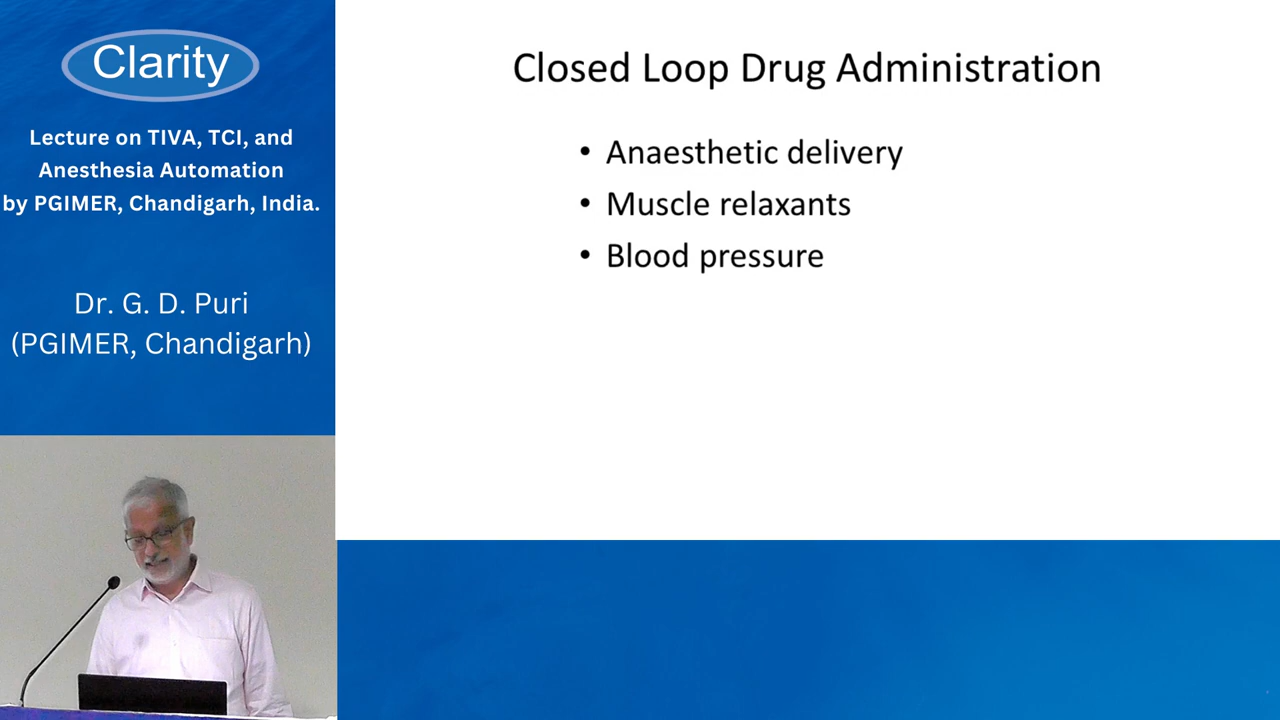 Clarity
Lecture on TIVA, TCI, and
Anesthesia Automation
by PGIMER, Chandigarh, India.
Dr. G. D. Puri
(PGIMER, Chandigarh)
Closed Loop Drug Administration
• Anaesthetic delivery
• Muscle relaxants
• Blood pressure